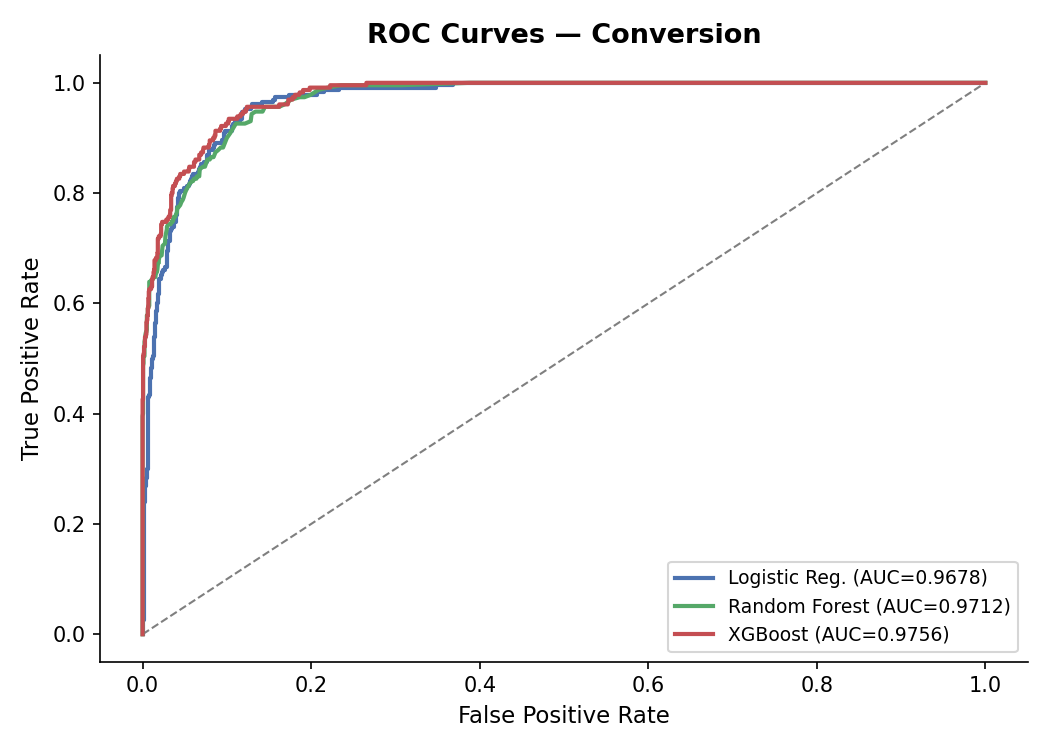 ROC Curves — Conversion
True Positive Rate
1.0
0.8
0.6
0.4
0.2
0.0
Logistic Reg. (AUC=0.9678)
Random Forest (AUC=0.9712)
XGBoost (AUC=0.9756)
0.0 0.2 0.4 0.6 0.8 1.0
False Positive Rate